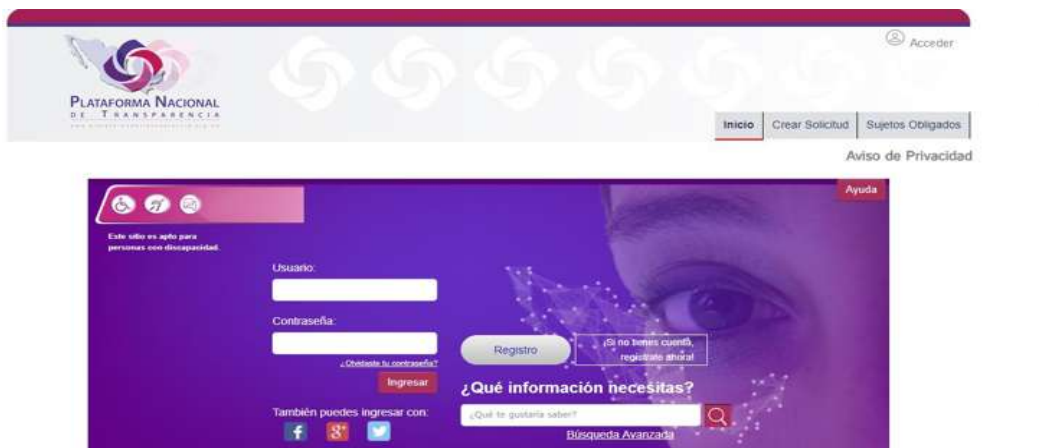 Acceder
PLATAFORMA NACIONAL
DE TRANSPARENCIA
Inicio
Crear Solicitud
Sujetos Obligados
Aviso de Privacidad
Ayuda
Este sitio es apto para
personas con discapacidad.
Usuario:
Contraseña:
¿Olvidaste tu contraseña?
Ingresar
Registro
¡Si no tienes cuenta,
regístrate ahora!
¿Qué información necesitas?
¿Qué te gustaría saber?
Búsqueda Avanzada
También puedes ingresar con:
f
g+